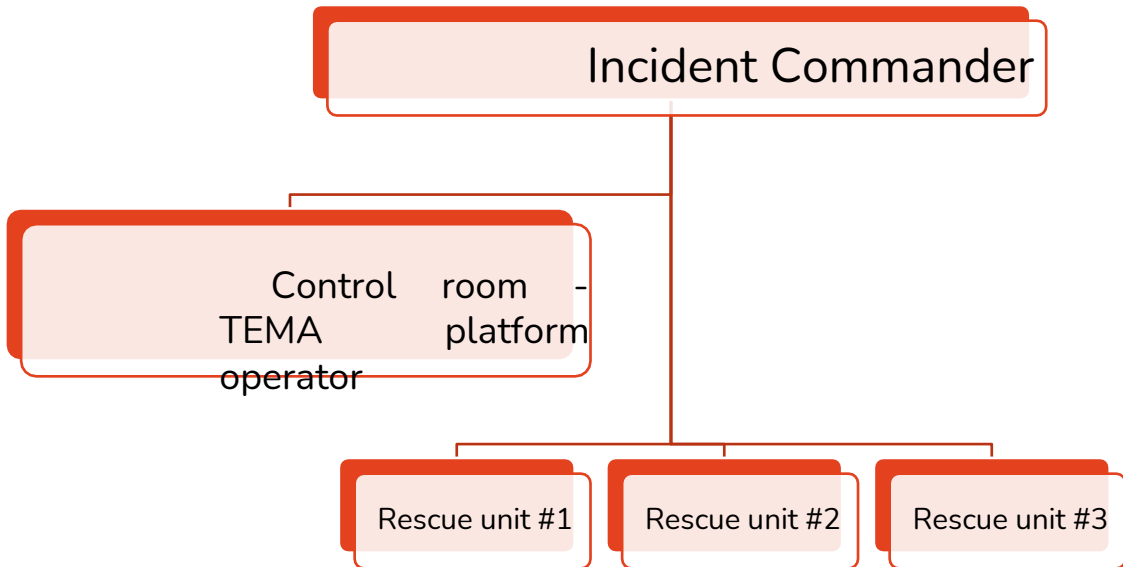 Incident Commander
Control room -
TEMA platform
operator
Rescue unit #1
Rescue unit #2
Rescue unit #3